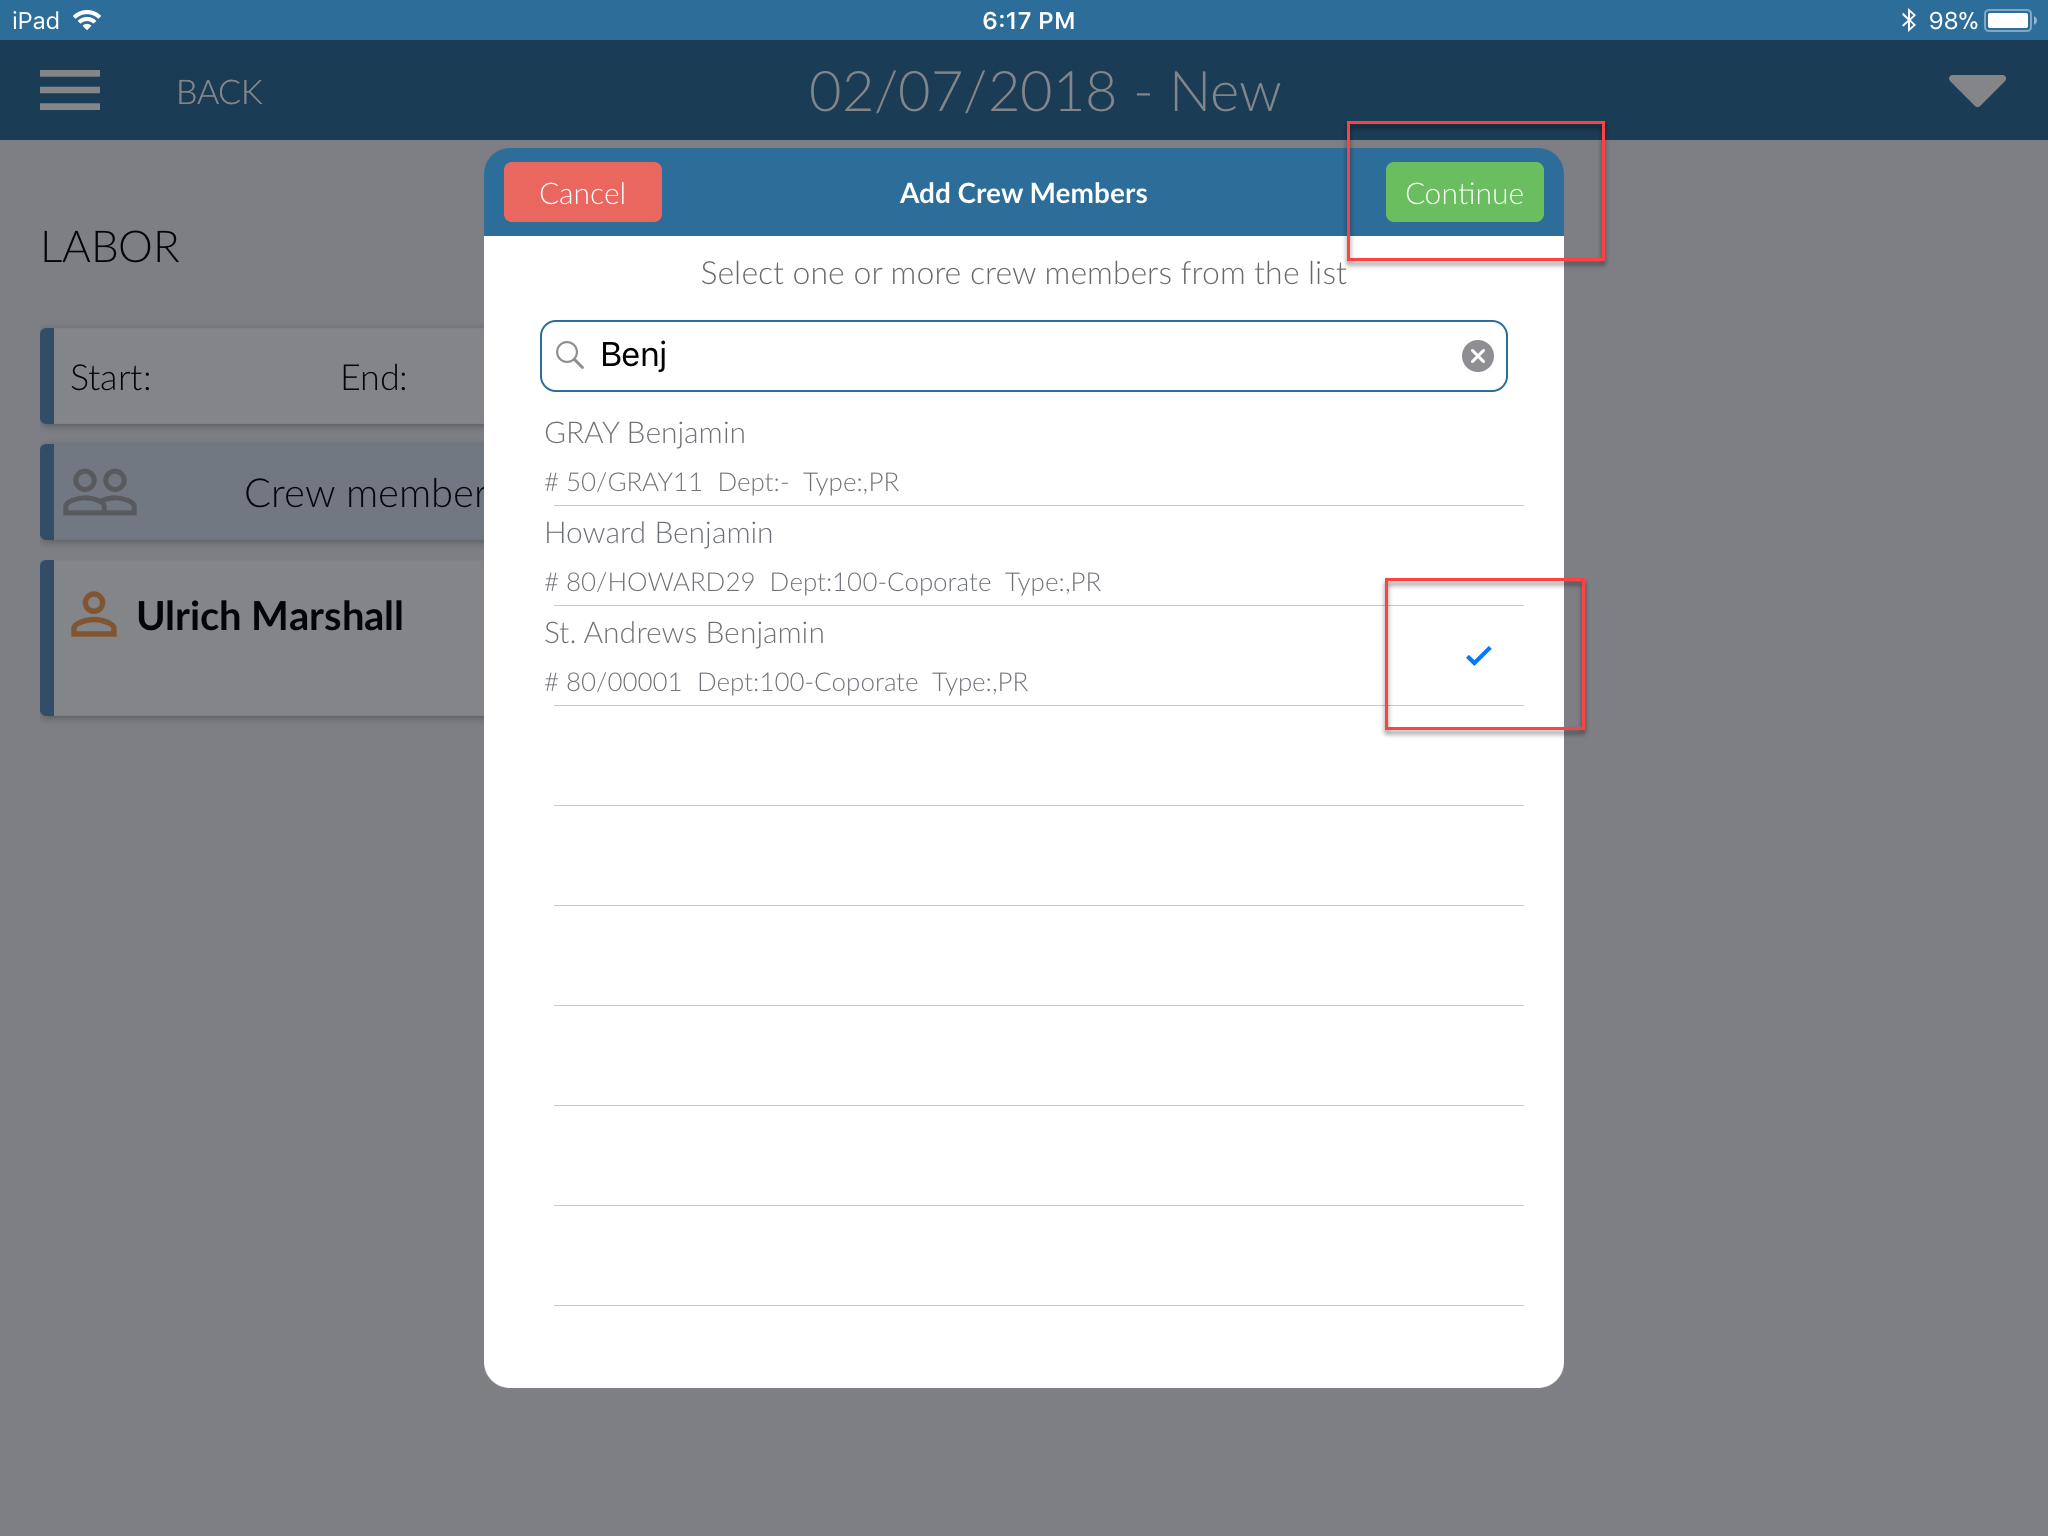 iPad 6:17 PM 98%
BACK 02/07/2018 - New
Cancel Add Crew Members Continue
Select one or more crew members from the list
Benj
GRAY Benjamin
# 50/GRAY11 Dept:- Type:,PR
Howard Benjamin
# 80/HOWARD29 Dept:100-Coporate Type:,PR
St. Andrews Benjamin
# 80/00001 Dept:100-Coporate Type:,PR
LABOR
Start: End:
Crew member
Ulrich Marshall